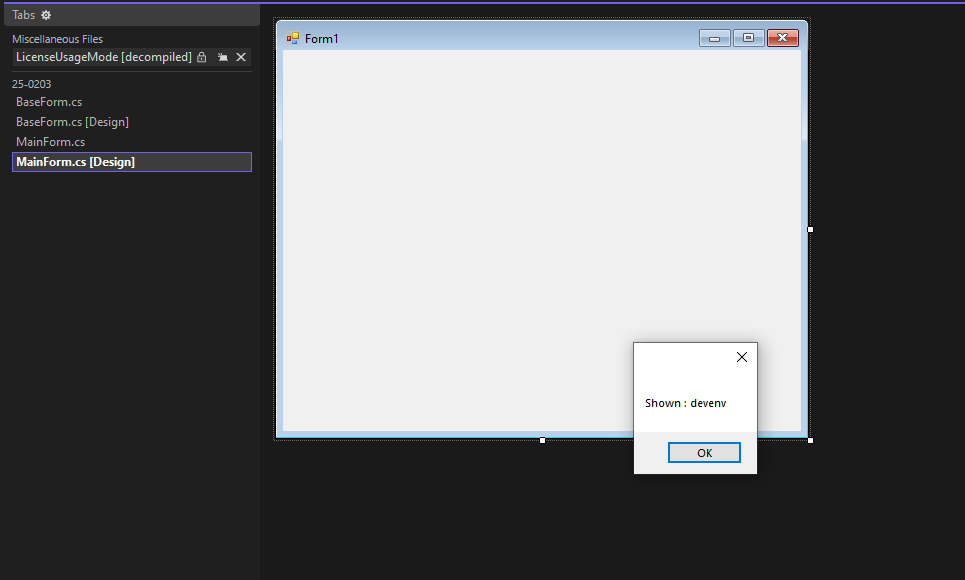 Tabs
Miscellaneous Files
LicenseUsageMode [decompiled]
25-0203
BaseForm.cs
BaseForm.cs [Design]
MainForm.cs
MainForm.cs [Design]
Form1
Shown : devenv
OK